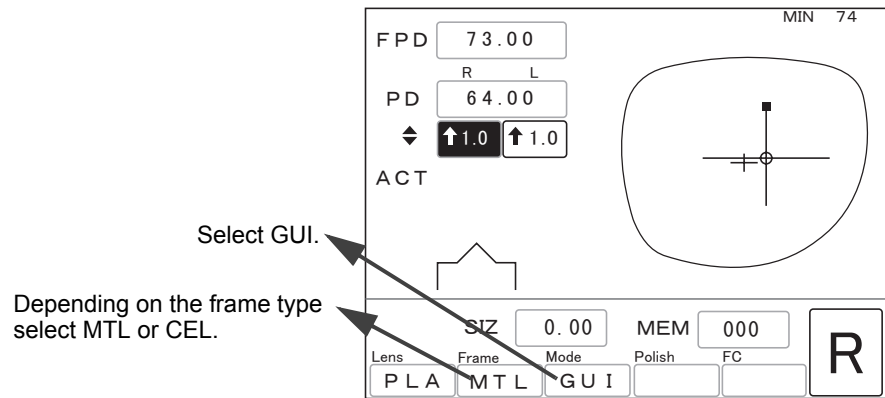 MIN 74
FPD 73.00
R L
PD 64.00
1.0 1.0
ACT
Select GUI.
Depending on the frame type
select MTL or CEL.
SIZ 0.00 MEM 000
Lens Frame Mode Polish FC
PLA MTL GUI
R